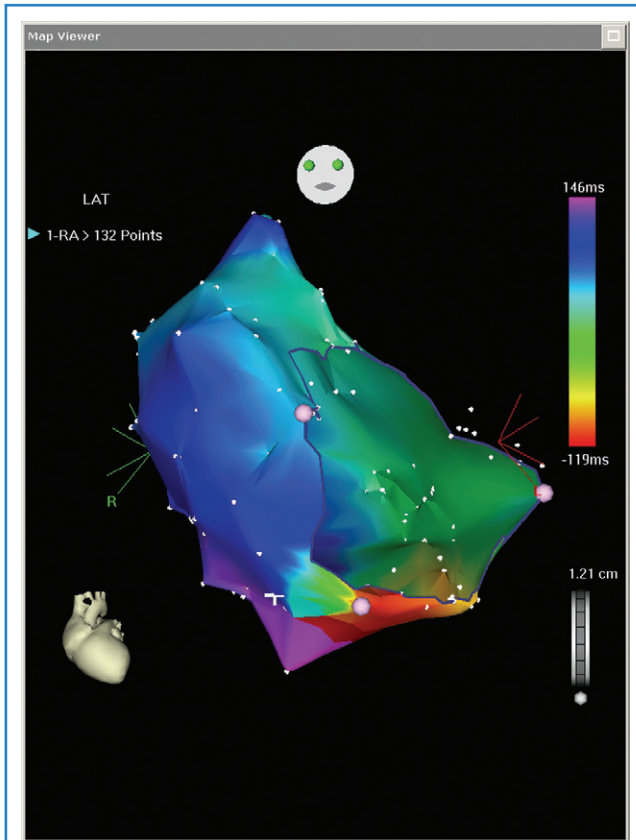 Map Viewer
LAT
1-RA > 132 Points
146ms
-119ms
R
1.21 cm